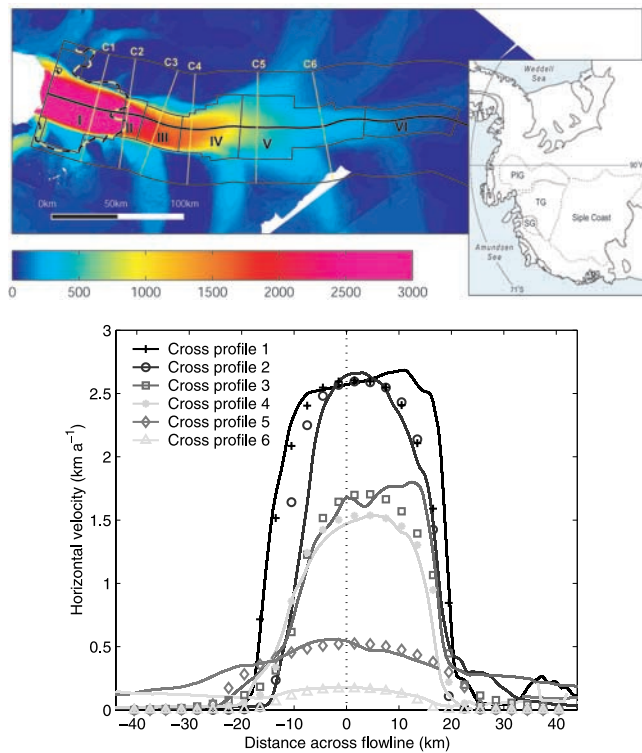 C1 C2 C3 C4 C5 C6
I II III IV V VI
0km 50km 100km
0 500 1000 1500 2000 2500 3000
Weddell
Sea
90°W
PIG
TG
SG
Siple Coast
Amundsen
Sea
71°S
Cross profile 1
Cross profile 2
Cross profile 3
Cross profile 4
Cross profile 5
Cross profile 6
Horizontal velocity (km a⁻¹)
3
2.5
2
1.5
1
0.5
0
−40 −30 −20 −10 0 10 20 30 40
Distance across flowline (km)